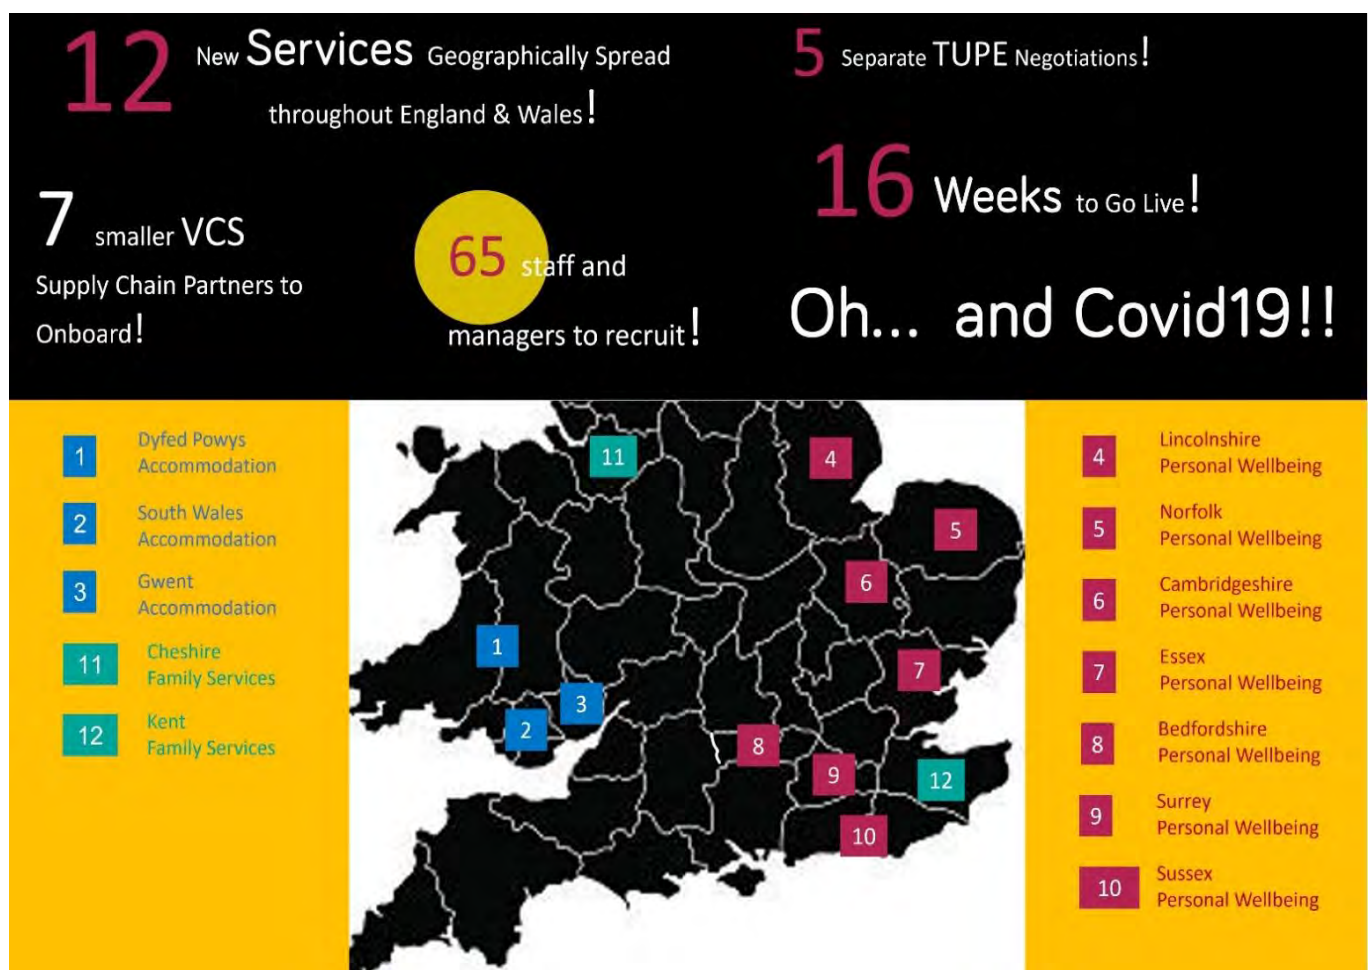 12 New Services Geographically Spread
throughout England & Wales!
5 Separate TUPE Negotiations!
16 Weeks to Go Live!
7 smaller VCS
Supply Chain Partners to
Onboard!
65 staff and
managers to recruit!
Oh... and Covid19!!
1 Dyfed Powys
Accommodation
2 South Wales
Accommodation
3 Gwent
Accommodation
11 Cheshire
Family Services
12 Kent
Family Services
11
4
5
6
1
7
3
2
8
9
12
10
4 Lincolnshire
Personal Wellbeing
5 Norfolk
Personal Wellbeing
6 Cambridgeshire
Personal Wellbeing
7 Essex
Personal Wellbeing
8 Bedfordshire
Personal Wellbeing
9 Surrey
Personal Wellbeing
10 Sussex
Personal Wellbeing